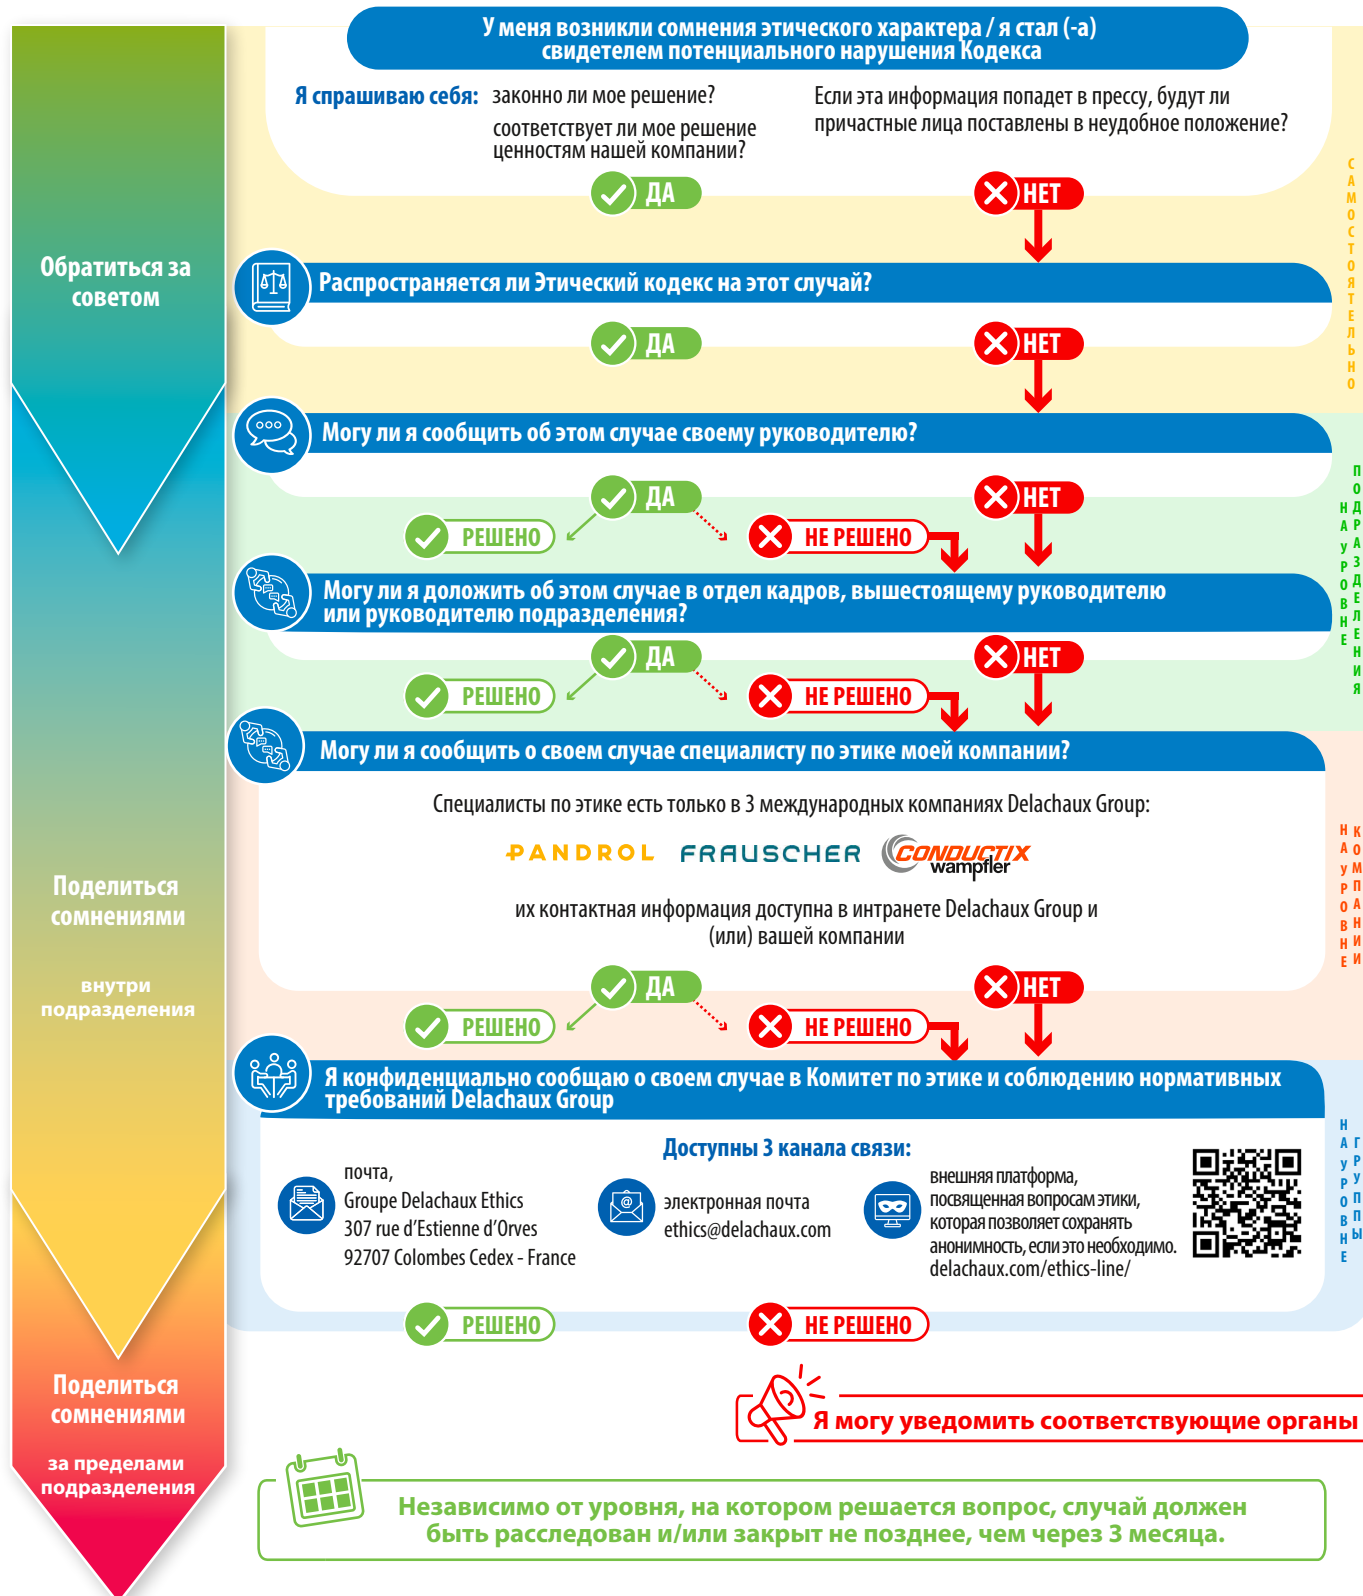 У меня возникли сомнения этического характера / я стал (-а)
свидетелем потенциального нарушения Кодекса
Я спрашиваю себя: законно ли мое решение?
соответствует ли мое решение
ценностям нашей компании?
Если эта информация попадет в прессу, будут ли
причастные лица поставлены в неудобное положение?
ДА
НЕТ
САМОСТОЯТЕЛЬНО
Обратиться за
советом
Распространяется ли Этический кодекс на этот случай?
ДА
НЕТ
Могу ли я сообщить об этом случае своему руководителю?
ДА
НЕТ
РЕШЕНО
НЕ РЕШЕНО
НА УРОВНЕ
ПОДРАЗДЕЛЕНИЯ
Могу ли я доложить об этом случае в отдел кадров, вышестоящему руководителю
или руководителю подразделения?
ДА
НЕТ
РЕШЕНО
НЕ РЕШЕНО
Могу ли я сообщить о своем случае специалисту по этике моей компании?
Специалисты по этике есть только в 3 международных компаниях Delachaux Group:
PANDROL FRAUSCHER CONDUCTIX
wampfler
их контактная информация доступна в интранете Delachaux Group и
(или) вашей компании
НА УРОВНЕ
КОМПАНИИ
Поделиться
сомнениями
внутри
подразделения
ДА
НЕТ
РЕШЕНО
НЕ РЕШЕНО
Я конфиденциально сообщаю о своем случае в Комитет по этике и соблюдению нормативных
требований Delachaux Group
Доступны 3 канала связи:
почта,
Groupe Delachaux Ethics
307 rue d’Estienne d’Orves
92707 Colombes Cedex - France
электронная почта
ethics@delachaux.com
внешняя платформа,
посвященная вопросам этики,
которая позволяет сохранять
анонимность, если это необходимо.
delachaux.com/ethics-line/
НА УРОВНЕ
ГРУППЫ
РЕШЕНО
НЕ РЕШЕНО
Поделиться
сомнениями
за пределами
подразделения
Я могу уведомить соответствующие органы
Независимо от уровня, на котором решается вопрос, случай должен
быть расследован и/или закрыт не позднее, чем через 3 месяца.